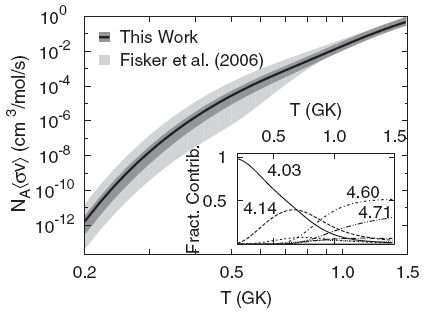 10^0
10^-2
10^-4
10^-6
10^-8
10^-10
10^-12
N_A⟨σv⟩ (cm^3/mol/s)
This Work
Fisker et al. (2006)
T (GK)
0.5 1.0 1.5
1
0.5
Fract. Contrib.
4.03
4.14
4.60
4.71
0.2 0.5 1.0 1.5
T (GK)